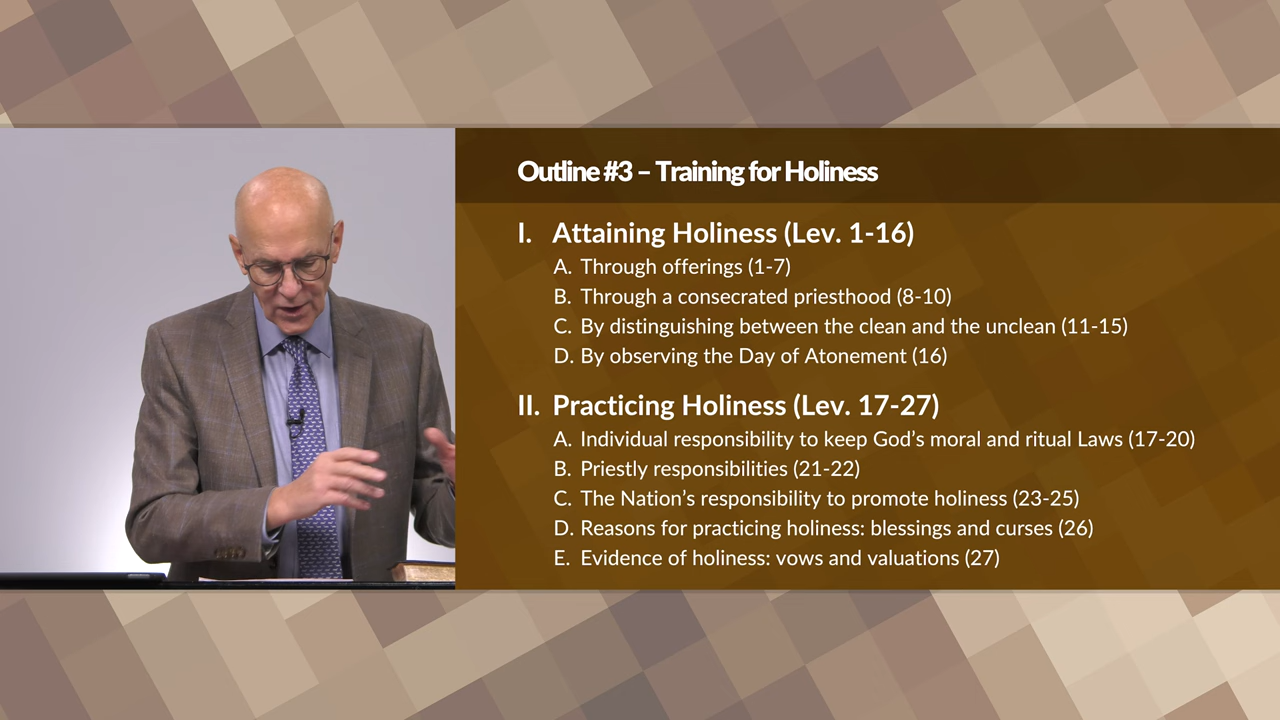 Outline #3 – Training for Holiness
I. Attaining Holiness (Lev. 1-16)
A. Through offerings (1-7)
B. Through a consecrated priesthood (8-10)
C. By distinguishing between the clean and the unclean (11-15)
D. By observing the Day of Atonement (16)
II. Practicing Holiness (Lev. 17-27)
A. Individual responsibility to keep God’s moral and ritual Laws (17-20)
B. Priestly responsibilities (21-22)
C. The Nation’s responsibility to promote holiness (23-25)
D. Reasons for practicing holiness: blessings and curses (26)
E. Evidence of holiness: vows and valuations (27)